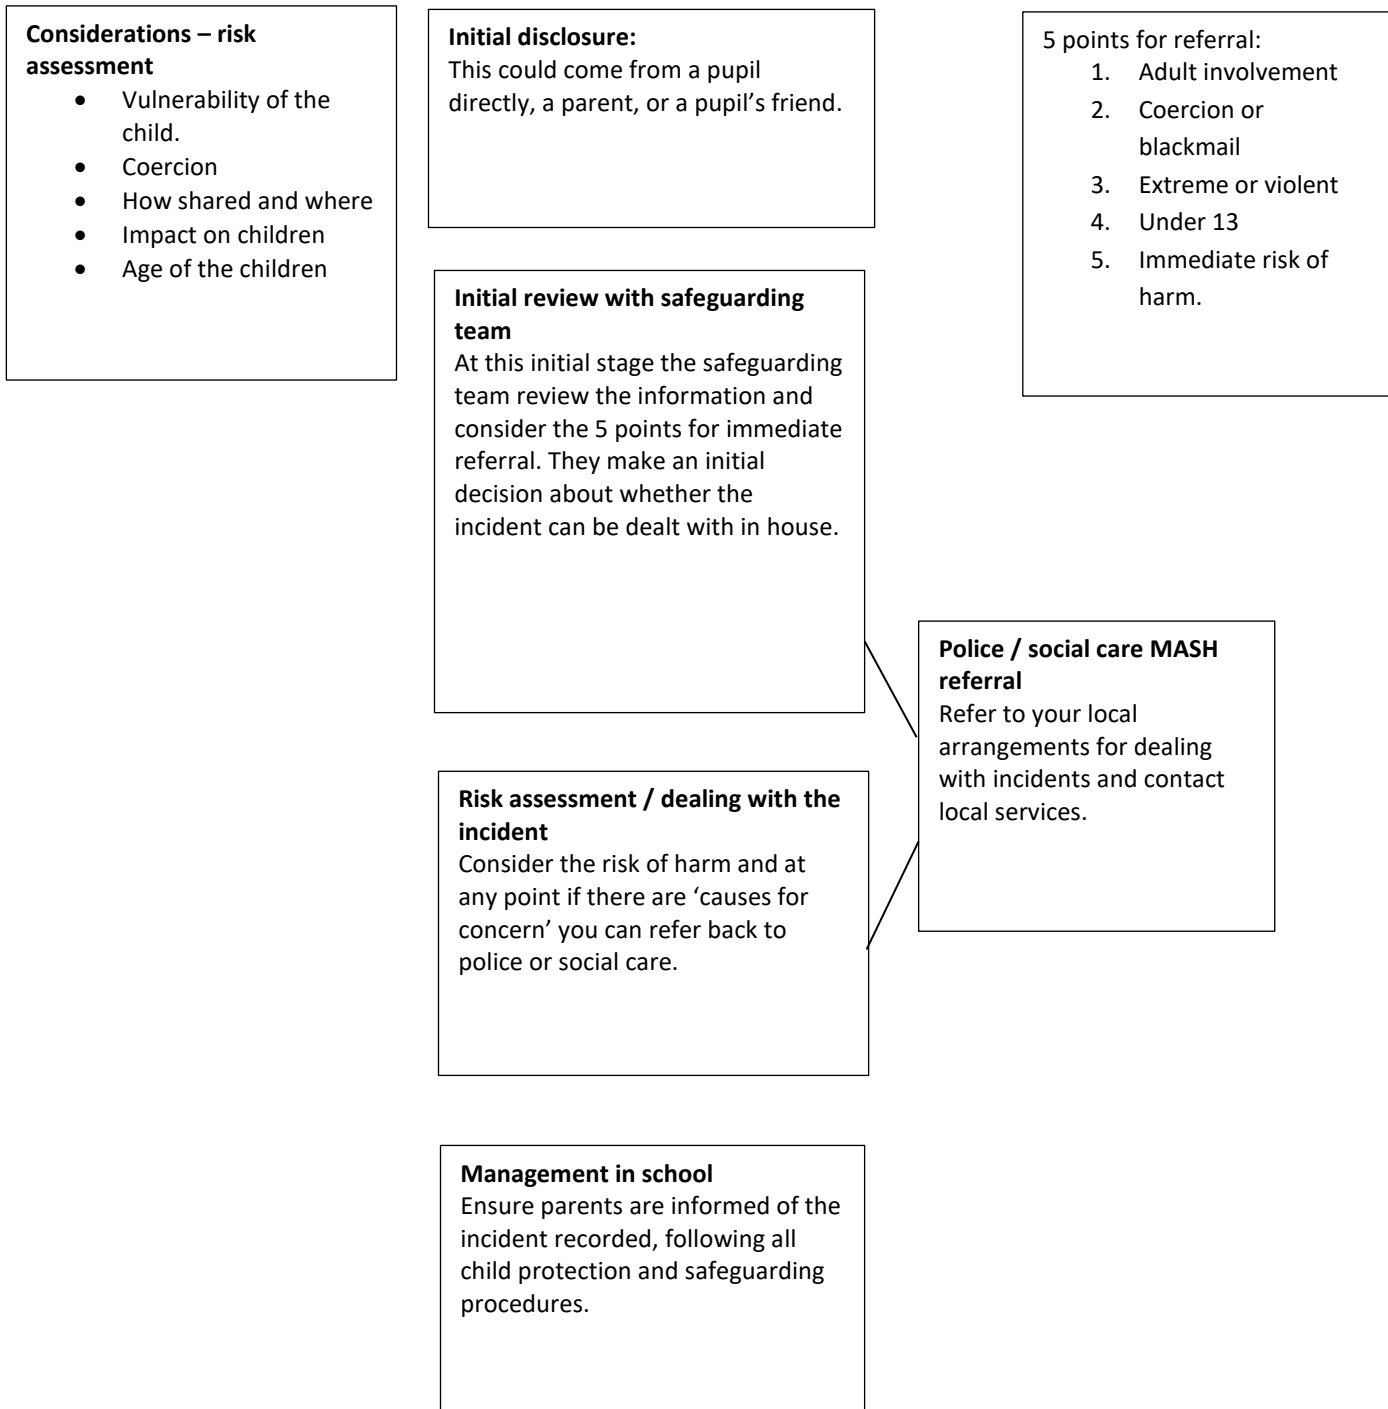 Considerations – risk
assessment
• Vulnerability of the
child.
• Coercion
• How shared and where
• Impact on children
• Age of the children
Initial disclosure:
This could come from a pupil
directly, a parent, or a pupil’s friend.
5 points for referral:
1. Adult involvement
2. Coercion or
blackmail
3. Extreme or violent
4. Under 13
5. Immediate risk of
harm.
Initial review with safeguarding
team
At this initial stage the safeguarding
team review the information and
consider the 5 points for immediate
referral. They make an initial
decision about whether the
incident can be dealt with in house.
Police / social care MASH
referral
Refer to your local
arrangements for dealing
with incidents and contact
local services.
Risk assessment / dealing with the
incident
Consider the risk of harm and at
any point if there are ‘causes for
concern’ you can refer back to
police or social care.
Management in school
Ensure parents are informed of the
incident recorded, following all
child protection and safeguarding
procedures.